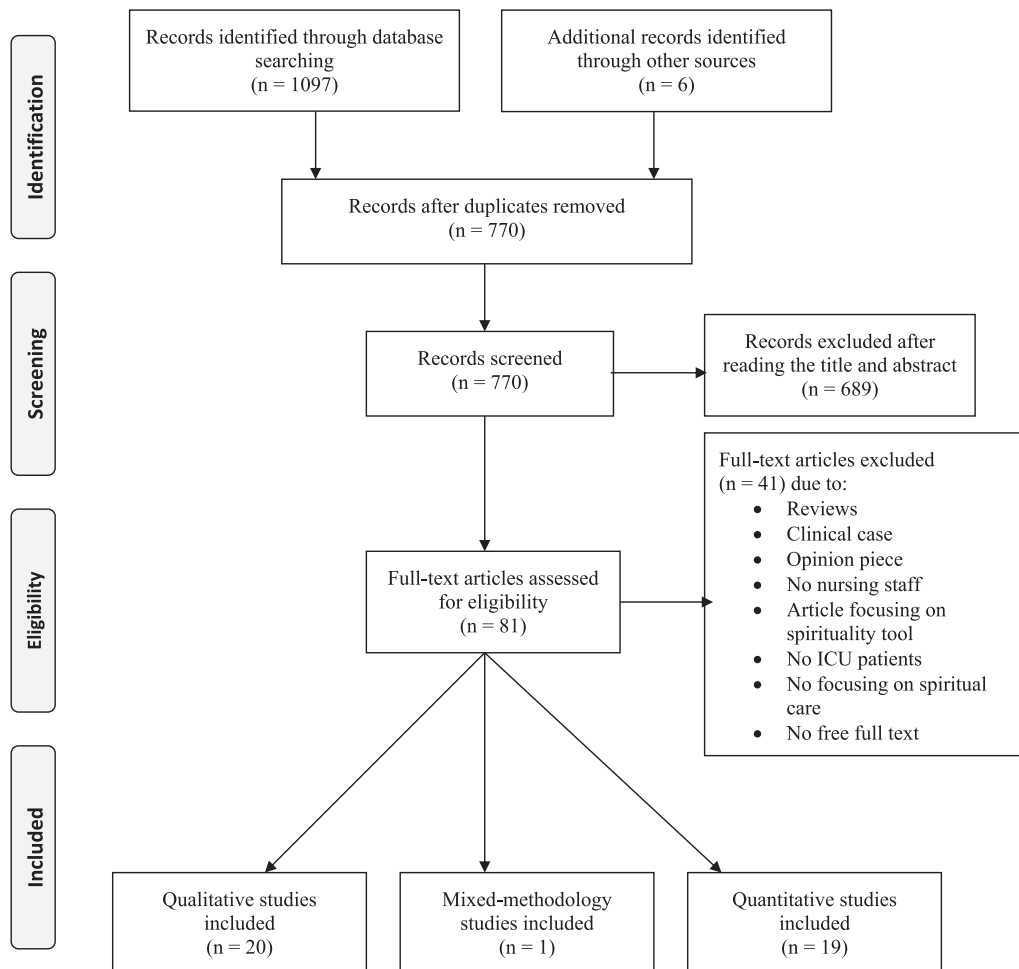 Identification
Records identified through database
searching
(n = 1097)
Additional records identified
through other sources
(n = 6)
Records after duplicates removed
(n = 770)
Screening
Records screened
(n = 770)
Records excluded after
reading the title and abstract
(n = 689)
Eligibility
Full-text articles assessed
for eligibility
(n = 81)
Full-text articles excluded
(n = 41) due to:
• Reviews
• Clinical case
• Opinion piece
• No nursing staff
• Article focusing on
spirituality tool
• No ICU patients
• No focusing on spiritual
care
• No free full text
Included
Qualitative studies
included
(n = 20)
Mixed-methodology
studies included
(n = 1)
Quantitative studies
included
(n = 19)